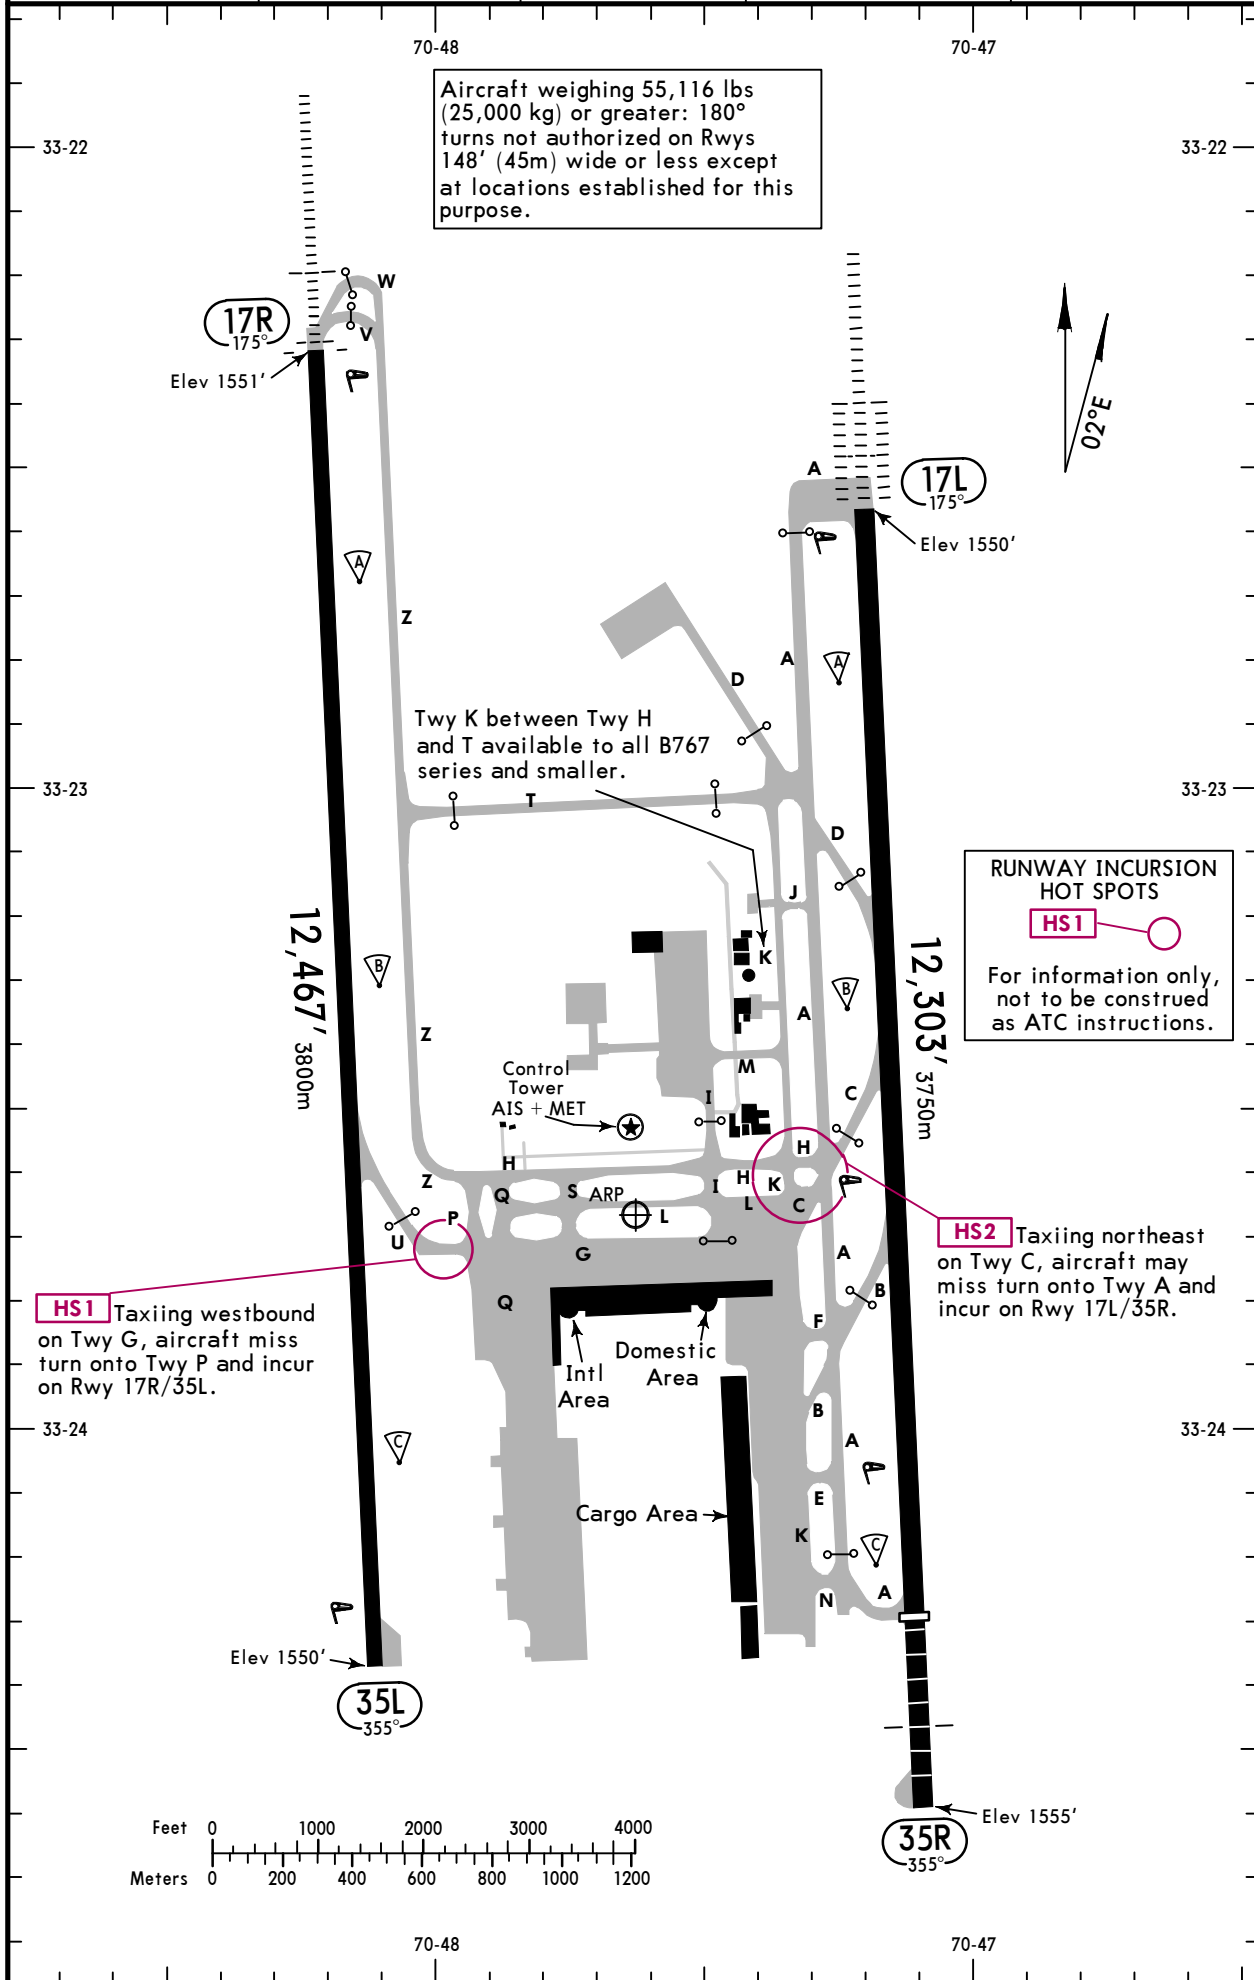 70-48
70-47
33-22
33-22
Aircraft weighing 55,116 lbs
(25,000 kg) or greater: 180°
turns not authorized on Rwys
148' (45m) wide or less except
at locations established for this
purpose.
W
17R
175°
V
Elev 1551'
02°E
A
17L
175°
Elev 1550'
A
Z
A
A
D
Twy K between Twy H
and T available to all B767
series and smaller.
33-23
33-23
T
D
RUNWAY INCURSION
HOT SPOTS
HS1
For information only,
not to be construed
as ATC instructions.
J
K
12,467' 3800m
12,303' 3750m
B
B
A
Z
M
Control
Tower
AIS + MET
I
C
H
H
H
Z
Q
S
ARP
I
K
L
L
C
P
U
G
A
B
HS2 Taxiing northeast
on Twy C, aircraft may
miss turn onto Twy A and
incur on Rwy 17L/35R.
HS1 Taxiing westbound
on Twy G, aircraft miss
turn onto Twy P and incur
on Rwy 17R/35L.
Q
F
Intl
Area
Domestic
Area
B
33-24
33-24
C
A
E
Cargo Area
K
C
N
A
Elev 1550'
35L
355°
Elev 1555'
35R
355°
Feet 0 1000 2000 3000 4000
Meters 0 200 400 600 800 1000 1200
70-48
70-47